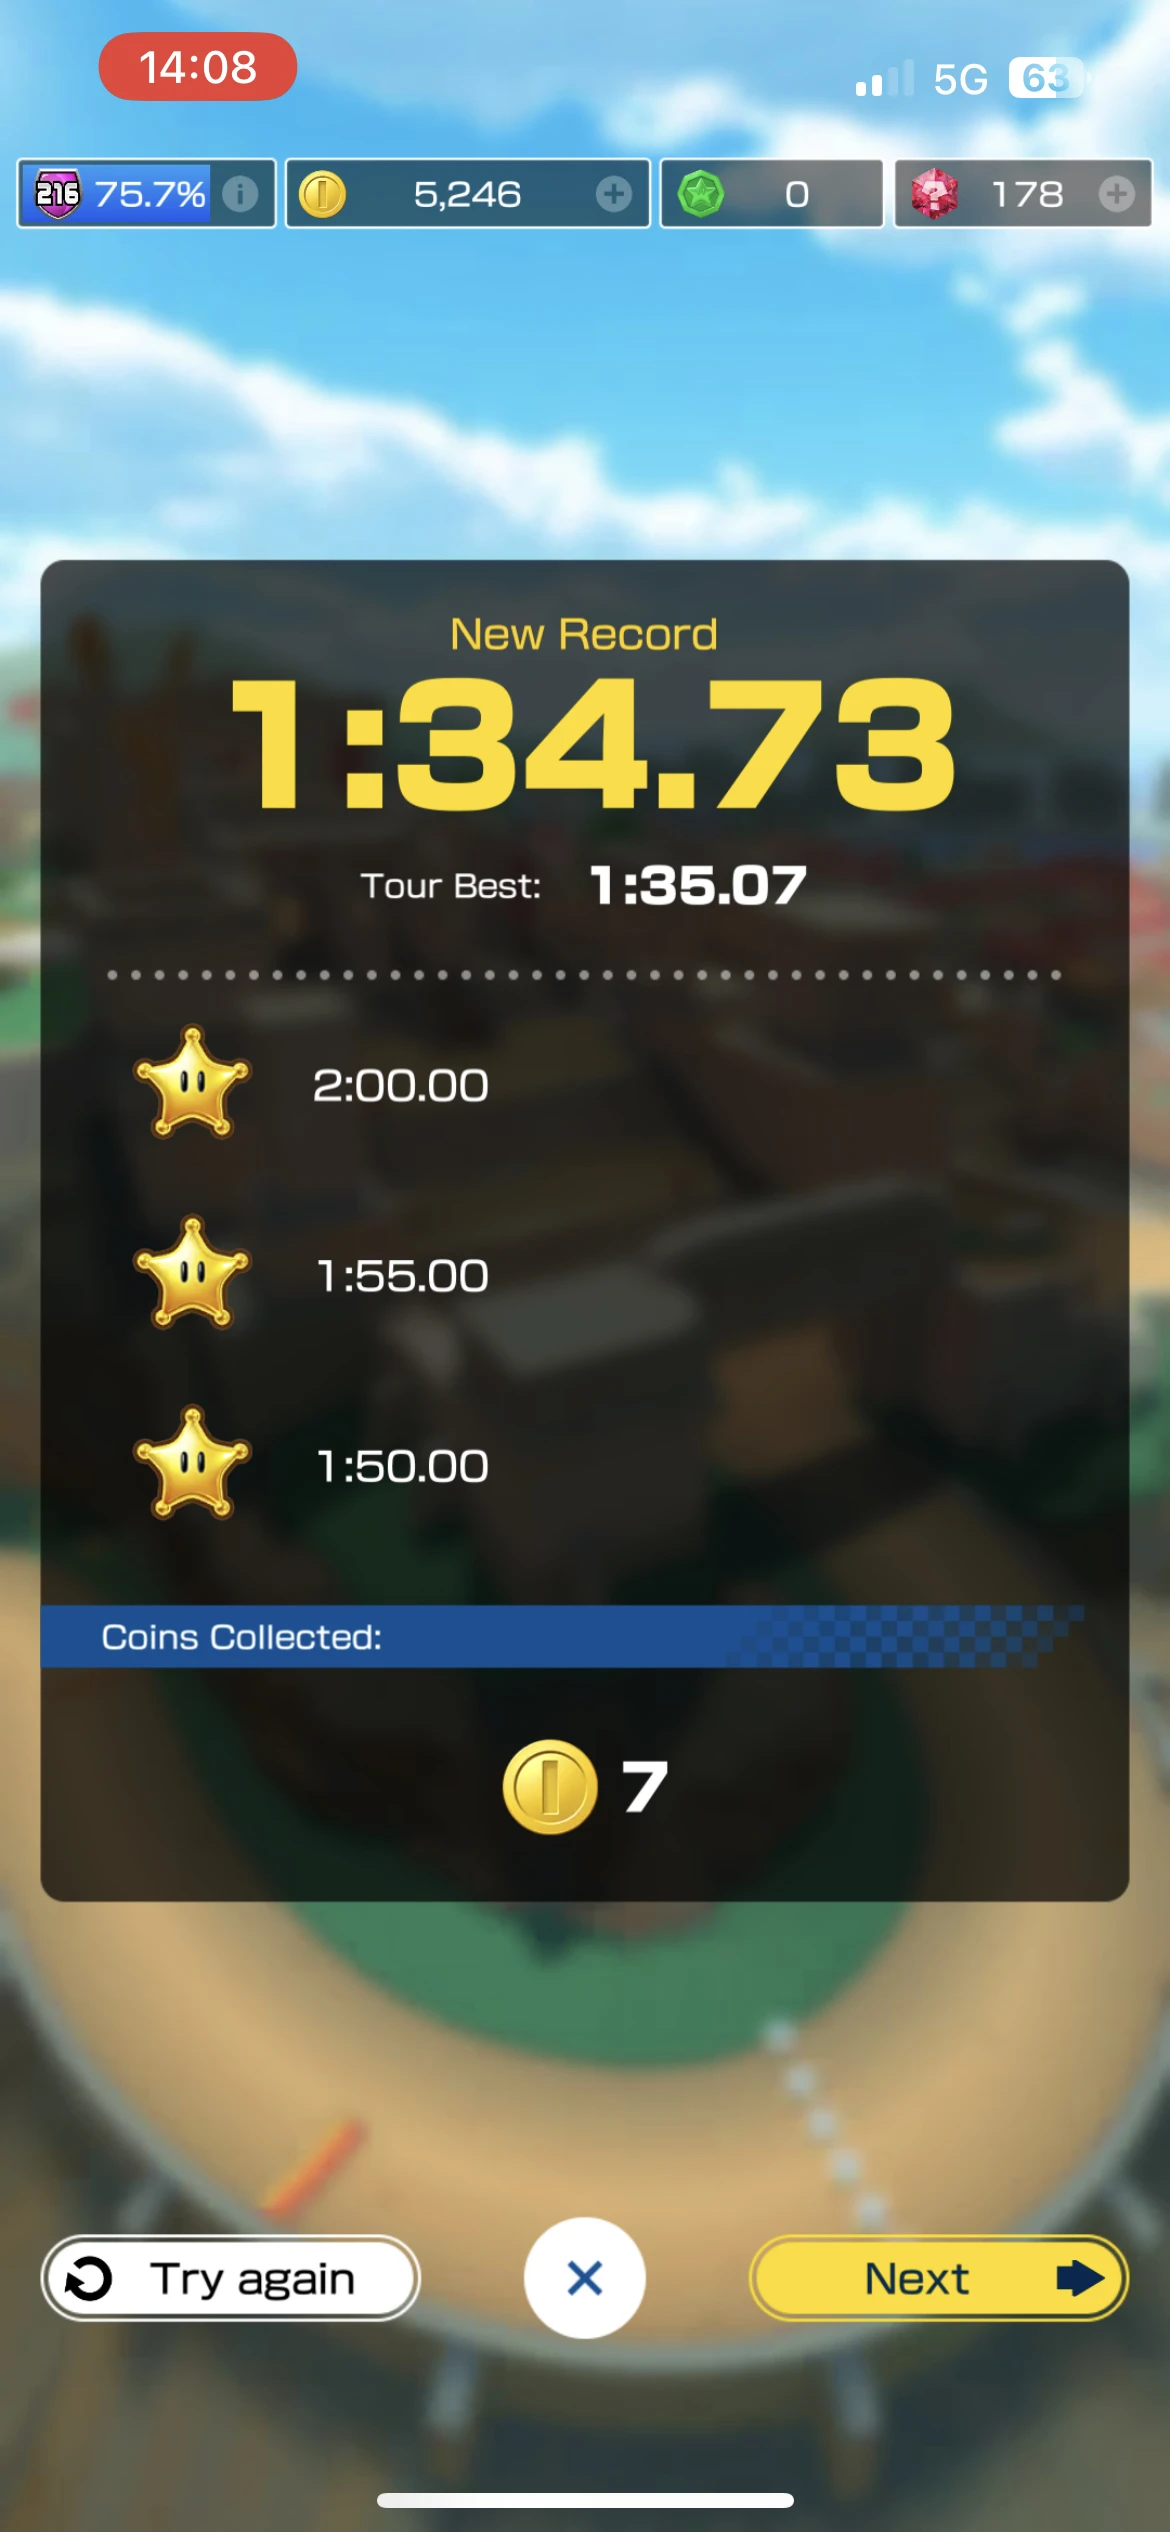 14:08
5G 63
216 75.7% i 5,246 + 0 178 +
New Record
1:34.73
Tour Best: 1:35.07
2:00.00
1:55.00
1:50.00
Coins Collected:
7
Try again
Next